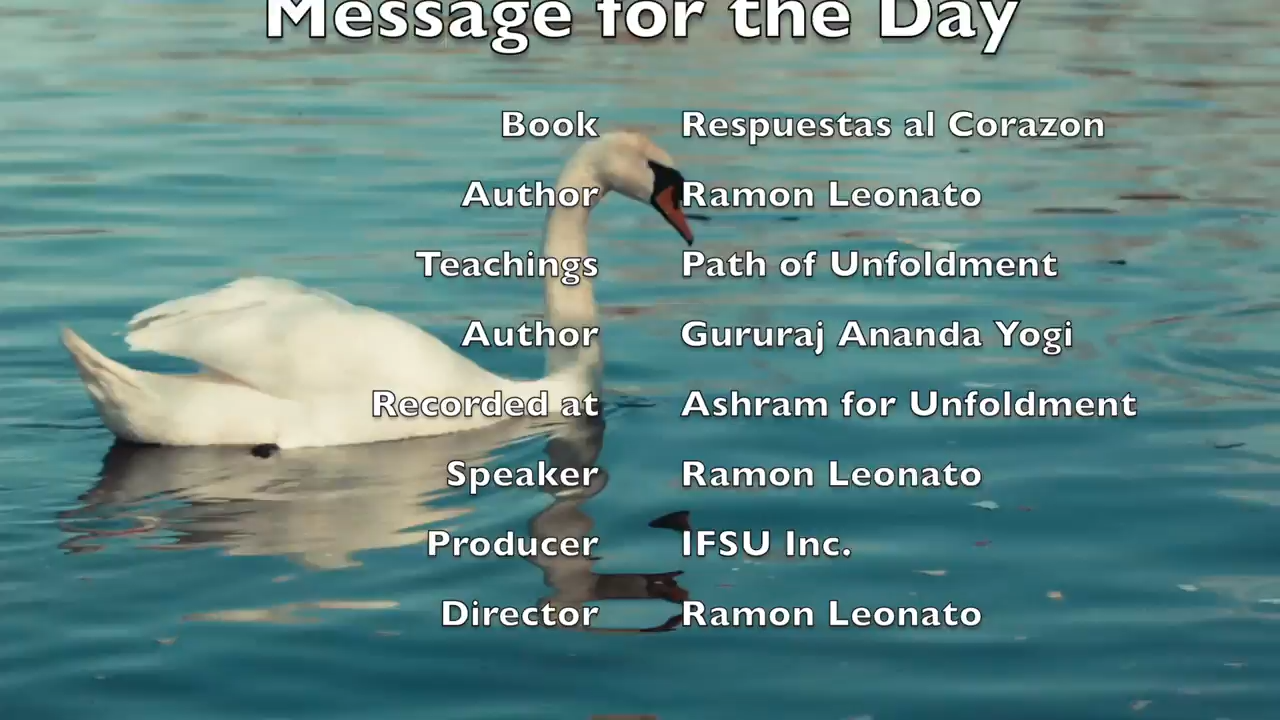 Message for the Day
Book Respuestas al Corazon
Author Ramon Leonato
Teachings Path of Unfoldment
Author Gururaj Ananda Yogi
Recorded at Ashram for Unfoldment
Speaker Ramon Leonato
Producer IFSU Inc.
Director Ramon Leonato